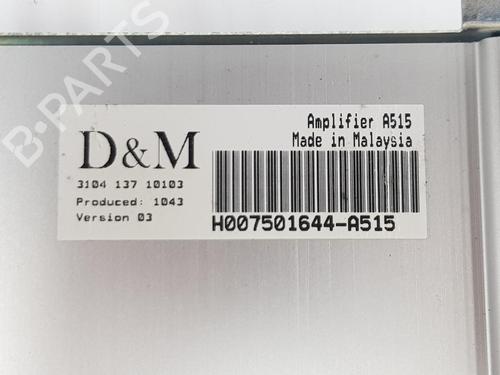 B-PARTS
D&M
3104 137 10103
Produced: 1043
Version 03
Amplifier A515
Made in Malaysia
H007501644-A515